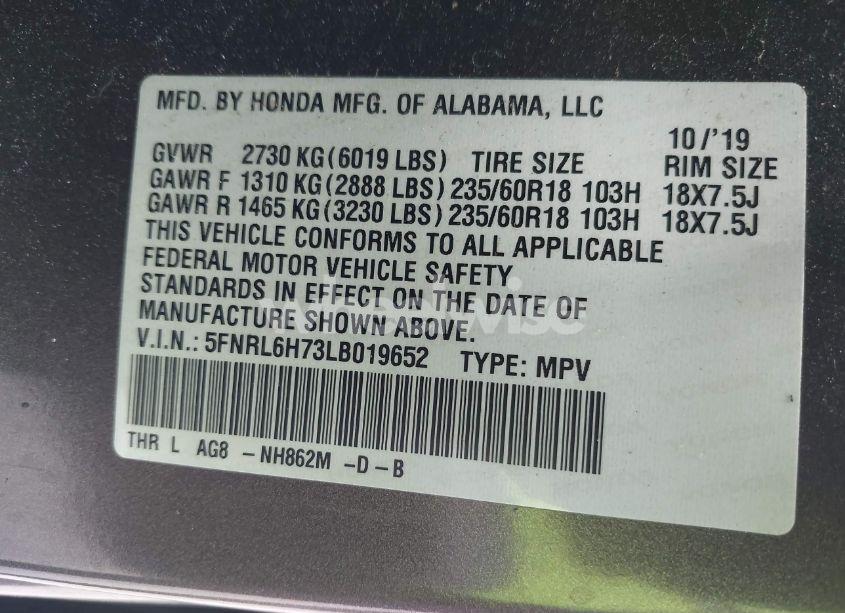 MFD. BY HONDA MFG. OF ALABAMA, LLC
10/'19
GVWR 2730 KG(6019 LBS) TIRE SIZE RIM SIZE
GAWR F 1310 KG(2888 LBS) 235/60R18 103H 18X7.5J
GAWR R 1465 KG(3230 LBS) 235/60R18 103H 18X7.5J
THIS VEHICLE CONFORMS TO ALL APPLICABLE
FEDERAL MOTOR VEHICLE SAFETY
STANDARDS IN EFFECT ON THE DATE OF
MANUFACTURE SHOWN ABOVE.
V.I.N.: 5FNRL6H73LB019652 TYPE: MPV
THR L AG8 -NH862M -D-B